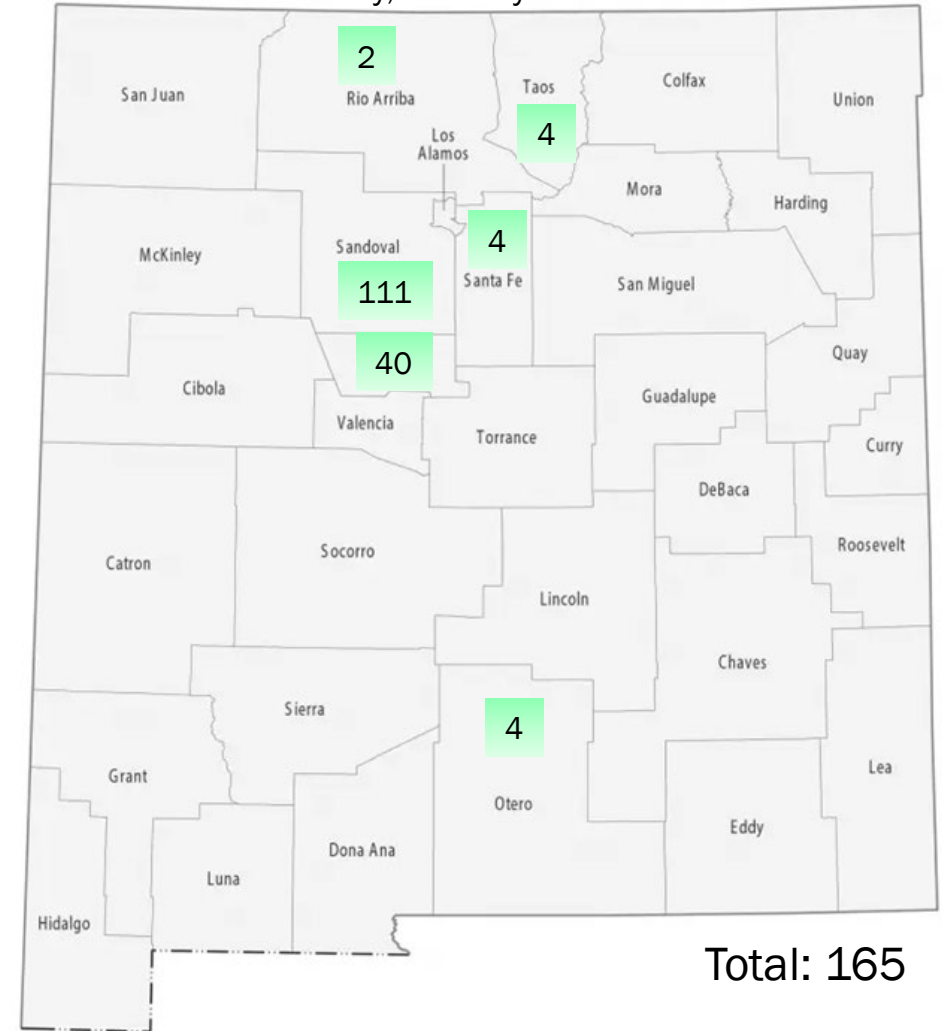 2
San Juan
Rio Arriba
Taos
Colfax
Union
4
Los
Alamos
Mora
Harding
McKinley
Sandoval
4
Santa Fe
San Miguel
111
40
Quay
Cibola
Valencia
Guadalupe
Torrance
Curry
DeBaca
Catron
Socorro
Roosevelt
Lincoln
Chaves
Sierra
4
Grant
Otero
Lea
Dona Ana
Eddy
Luna
Hidalgo
Total: 165